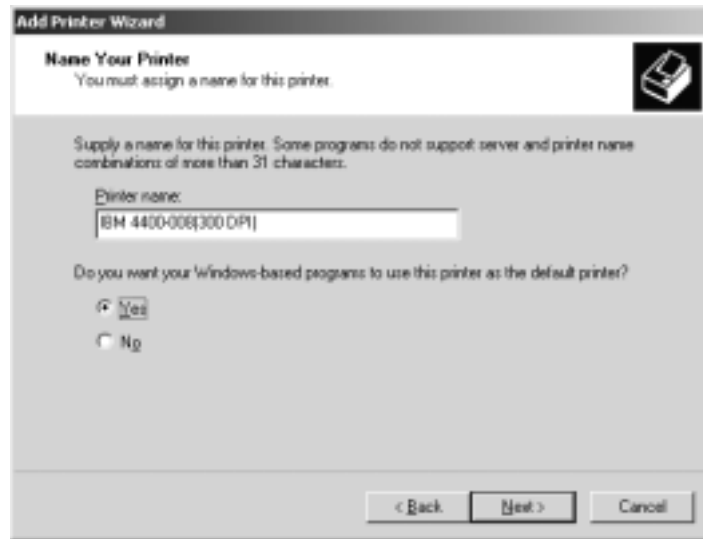 Add Printer Wizard
Name Your Printer
You must assign a name for this printer.
Supply a name for this printer. Some programs do not support server and printer name
combinations of more than 31 characters.
Printer name:
IBM 4400-008(300 DPI)
Do you want your Windows-based programs to use this printer as the default printer?
Yes
No
< Back
Next >
Cancel